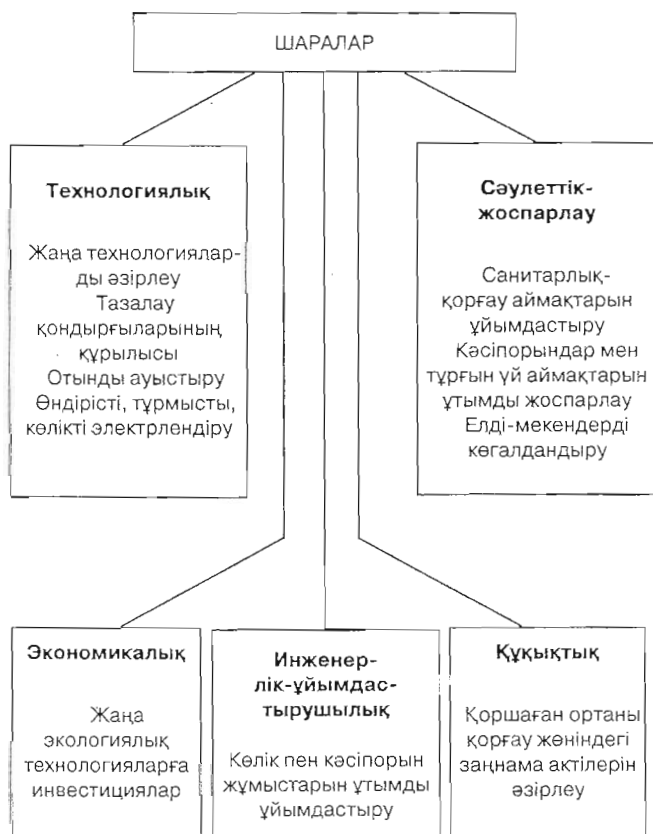 ШАРАЛАР
Технологиялық
Жаңа технологиялар-
ды әзірлеу
Тазалау
қондырғыларының
құрылысы
Отынды ауыстыру
Өндірісті, тұрмысты,
көлікті электрлендіру
Сәулеттік-
жоспарлау
Санитарлық-
қорғау аймақтарын
ұйымдастыру
Кәсіпорындар мен
тұрғын үй аймақтарын
ұтымды жоспарлау
Елді-мекендерді
көгалдандыру
Экономикалық
Жаңа
экологиялық
технологияларға
инвестициялар
Инженер-
лік-ұйымдас-
тырушылық
Көлік пен кәсіпорын
жұмыстарын ұтымды
ұйымдастыру
Құқықтық
Қоршаған ортаны
қорғау жөніндегі
заңнама актілерін
әзірлеу